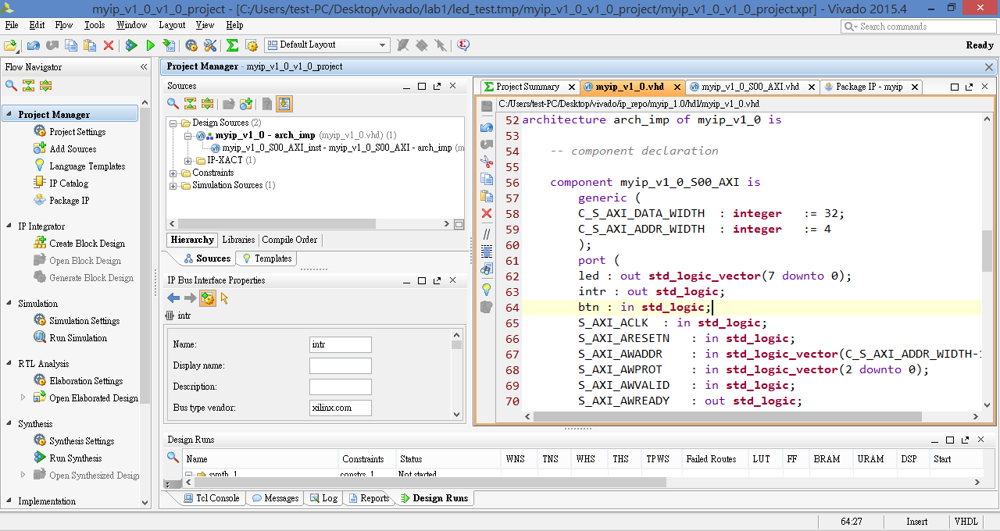 myip_v1_0_v1_0_project - [C:/Users/test-PC/Desktop/vivado/lab1/led_test.tmp/myip_v1_0_v1_0_project/myip_v1_0_v1_0_project.xpr] - Vivado 2015.4
File Edit Flow Tools Window Layout View Help
Search commands
Default Layout
Ready
Flow Navigator
Project Manager
Project Settings
Add Sources
Language Templates
IP Catalog
Package IP
IP Integrator
Create Block Design
Open Block Design
Generate Block Design
Simulation
Simulation Settings
Run Simulation
RTL Analysis
Elaboration Settings
Open Elaborated Design
Synthesis
Synthesis Settings
Run Synthesis
Open Synthesized Desig
Implementation
Project Manager - myip_v1_0_v1_0_project
Sources
Design Sources (2)
myip_v1_0 - arch_imp (myip_v1_0.vhd) (1)
myip_v1_0_S00_AXI_inst - myip_v1_0_S00_AXI - arch_imp (m
IP-XACT (1)
Constraints
Simulation Sources (1)
Hierarchy Libraries Compile Order
Sources Templates
IP Bus Interface Properties
intr
Name: intr
Display name:
Description:
Bus type vendor: xilinx.com
Project Summary myip_v1_0.vhd myip_v1_0_S00_AXI.vhd Package IP - myip
C:/Users/test-PC/Desktop/vivado/ip_repo/myip_1.0/hdl/myip_v1_0.vhd
52 architecture arch_imp of myip_v1_0 is
53
54 -- component declaration
55
56 component myip_v1_0_S00_AXI is
57 generic (
58 C_S_AXI_DATA_WIDTH : integer := 32;
59 C_S_AXI_ADDR_WIDTH : integer := 4
60 );
61 port (
62 led : out std_logic_vector(7 downto 0);
63 intr : out std_logic;
64 btn : in std_logic;
65 S_AXI_ACLK : in std_logic;
66 S_AXI_ARESETN : in std_logic;
67 S_AXI_AWADDR : in std_logic_vector(C_S_AXI_ADDR_WIDTH-1
68 S_AXI_AWPROT : in std_logic_vector(2 downto 0);
69 S_AXI_AWVALID : in std_logic;
70 S_AXI_AWREADY : out std_logic;
Design Runs
Name Constraints Status WNS TNS WHS THS TPWS Failed Routes LUT FF BRAM URAM DSP Start
synth_1 constrs_1 Not started
Tcl Console Messages Log Reports Design Runs
64:27 Insert VHDL